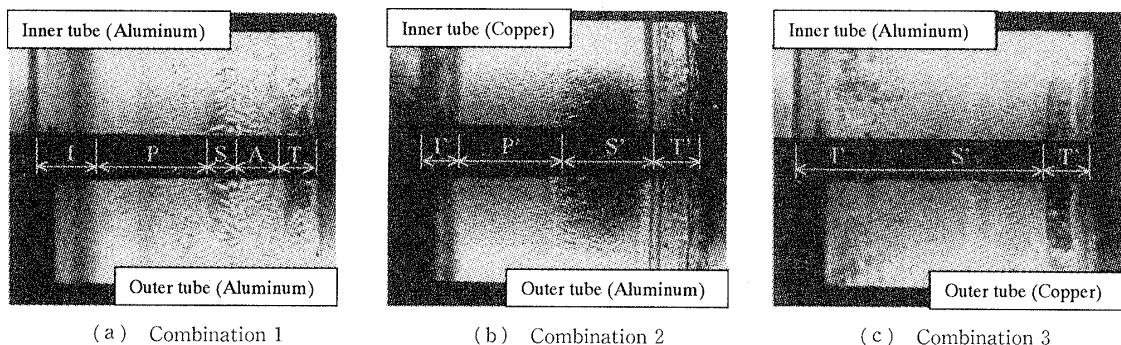 Inner tube (Aluminum)
I P S A T
Outer tube (Aluminum)
(a) Combination 1
Inner tube (Copper)
I' P' S' T'
Outer tube (Aluminum)
(b) Combination 2
Inner tube (Aluminum)
I' S' T'
Outer tube (Copper)
(c) Combination 3